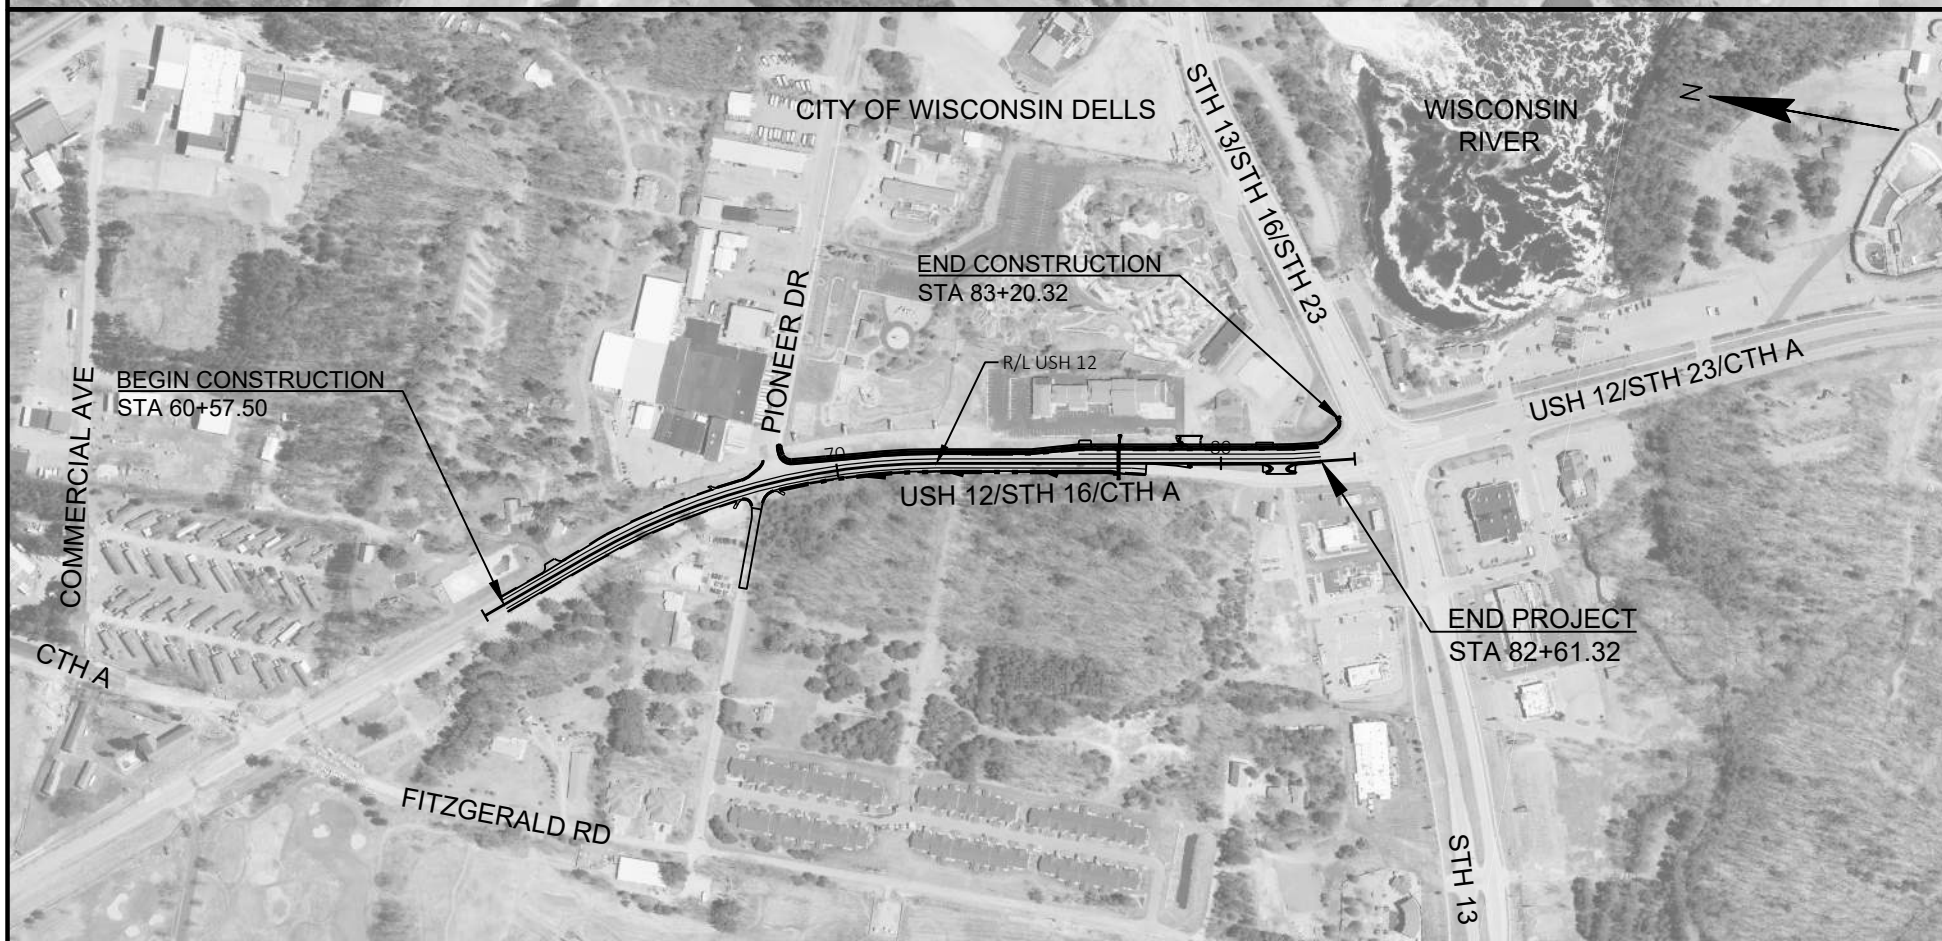 CITY OF WISCONSIN DELLS
STH 13/STH 16/STH 23
WISCONSIN
RIVER
N
END CONSTRUCTION
STA 83+20.32
PIONEER DR
R/L USH 12
BEGIN CONSTRUCTION
STA 60+57.50
COMMERCIAL AVE
USH 12/STH 23/CTH A
70
80
USH 12/STH 16/CTH A
END PROJECT
STA 82+61.32
CTH A
FITZGERALD RD
STH 13